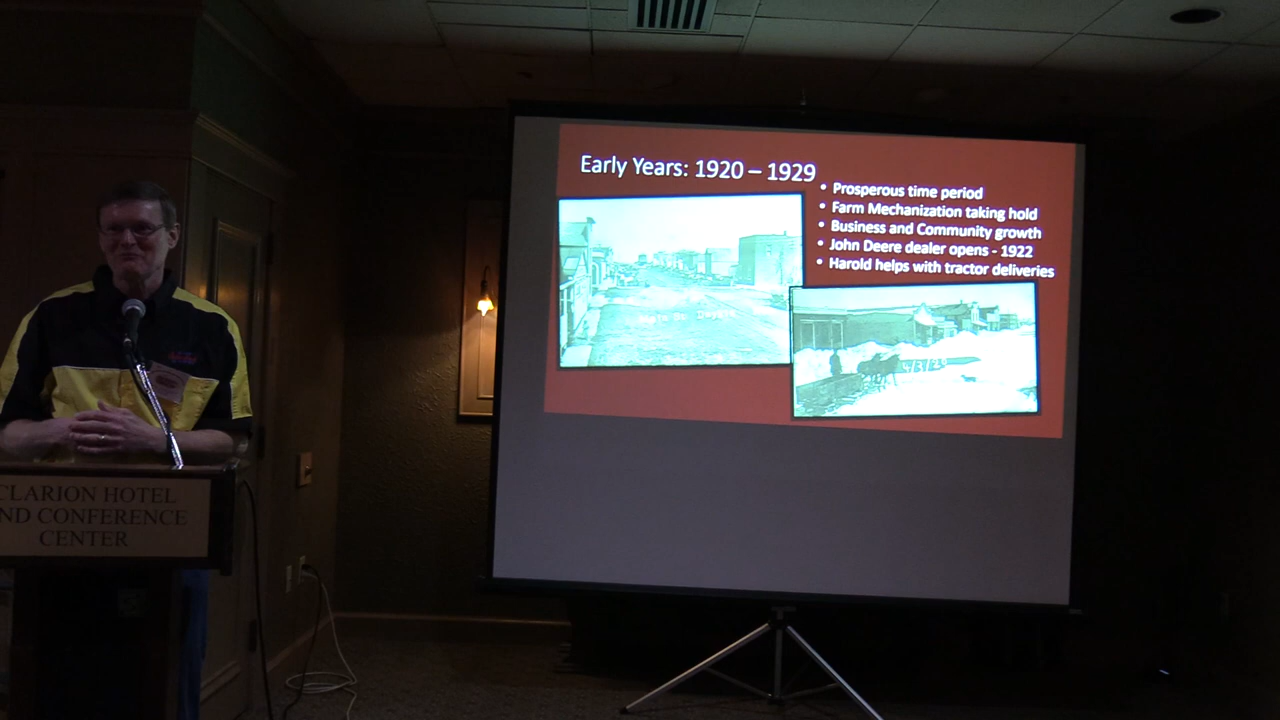 Early Years: 1920 – 1929
• Prosperous time period
• Farm Mechanization taking hold
• Business and Community growth
• John Deere dealer opens - 1922
• Harold helps with tractor deliveries
CLARION HOTEL
ND CONFERENCE
CENTER